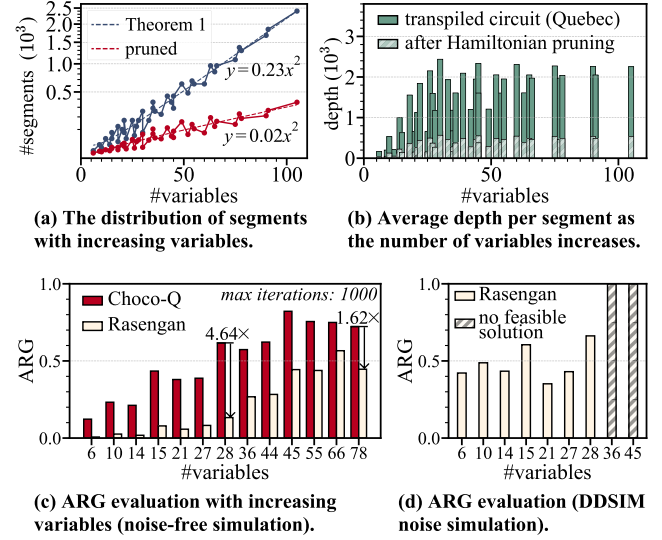 #segments (10³)
2.5
2.0
1.5
1.0
0.5
Theorem 1
pruned
y=0.23x²
y=0.02x²
50
100
#variables
(a) The distribution of segments
with increasing variables.
depth (10³)
3
2
1
0
transpiled circuit (Quebec)
after Hamiltonian pruning
0
50
100
#variables
(b) Average depth per segment as
the number of variables increases.
ARG
1.0
0.5
0.0
Choco-Q
Rasengan
max iterations: 1000
4.64×
1.62×
6 10 14 15 21 27 28 36 44 45 55 66 78
#variables
(c) ARG evaluation with increasing
variables (noise-free simulation).
ARG
1.0
0.5
0.0
Rasengan
no feasible
solution
6 10 14 15 21 27 28 36 45
#variables
(d) ARG evaluation (DDSIM
noise simulation).